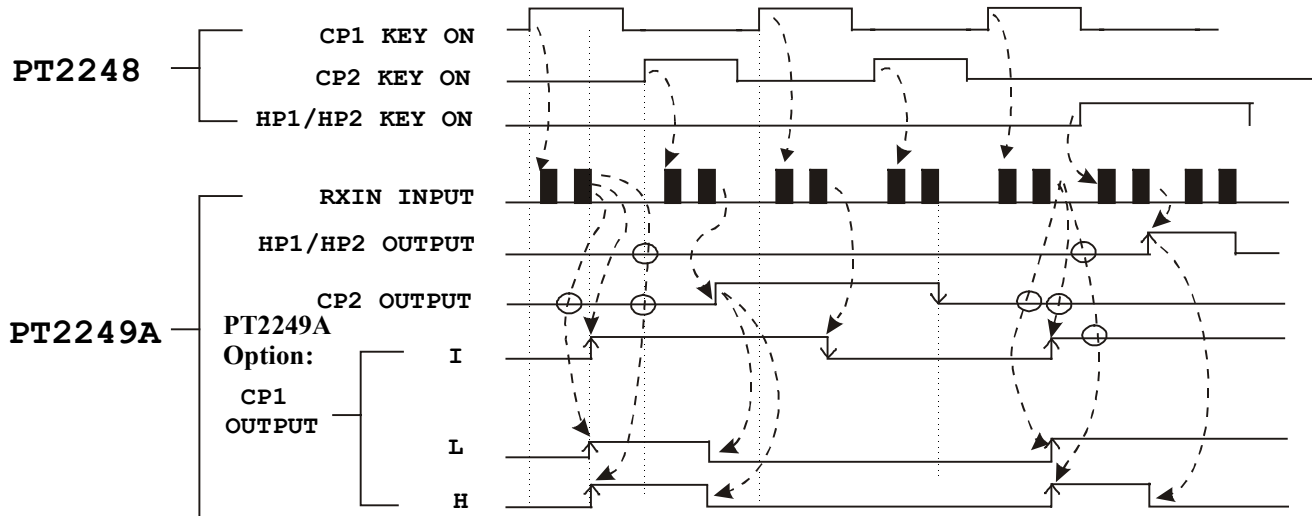 CP1 KEY ON
PT2248
CP2 KEY ON
HP1/HP2 KEY ON
RXIN INPUT
HP1/HP2 OUTPUT
CP2 OUTPUT
PT2249A
PT2249A
Option:
I
CP1
OUTPUT
L
H